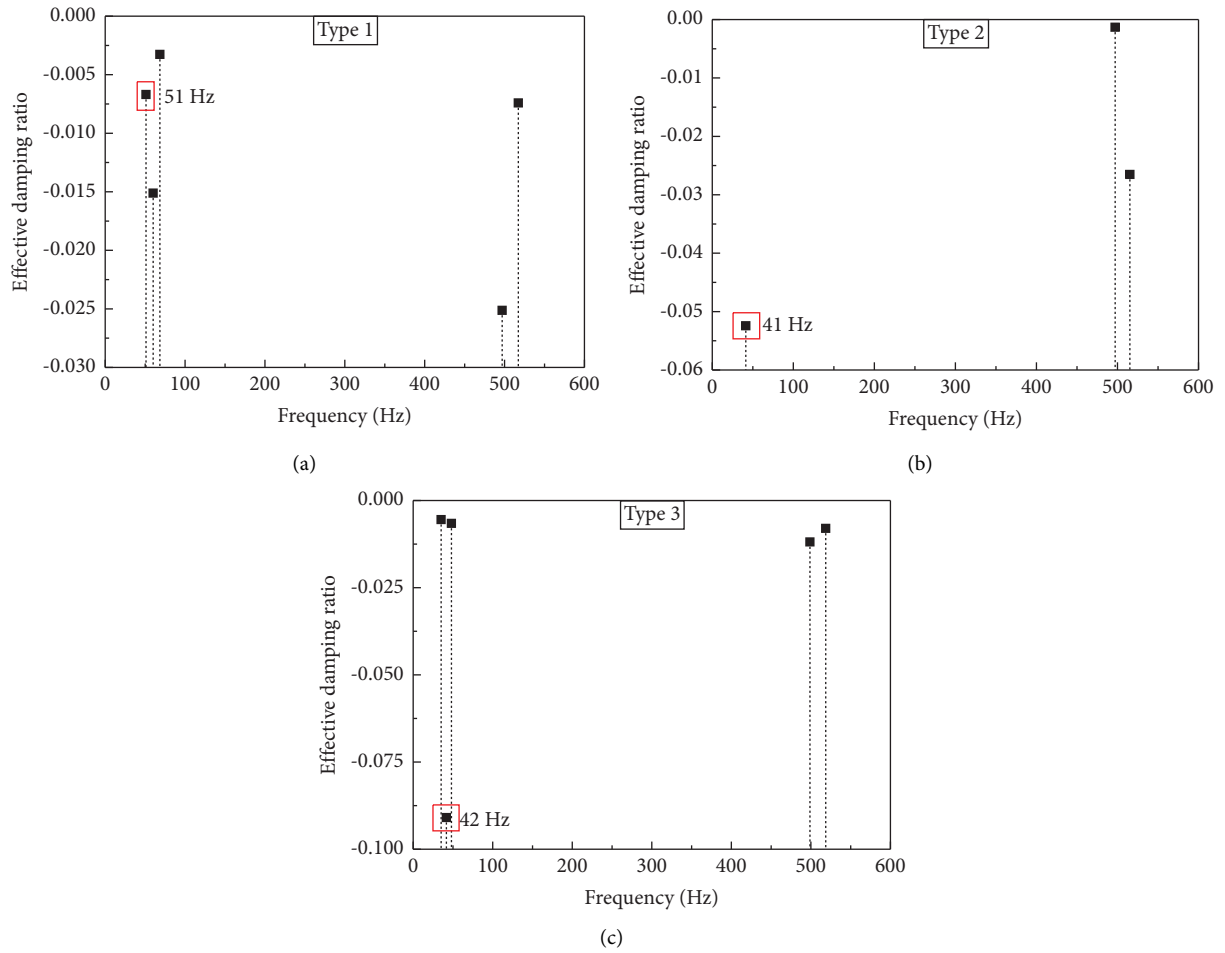 Type 1
0.000
-0.005
-0.010
-0.015
-0.020
-0.025
-0.030
Effective damping ratio
51 Hz
0 100 200 300 400 500 600
Frequency (Hz)
(a)
Type 2
0.00
-0.01
-0.02
-0.03
-0.04
-0.05
-0.06
Effective damping ratio
41 Hz
0 100 200 300 400 500 600
Frequency (Hz)
(b)
Type 3
0.000
-0.025
-0.050
-0.075
-0.100
Effective damping ratio
42 Hz
0 100 200 300 400 500 600
Frequency (Hz)
(c)